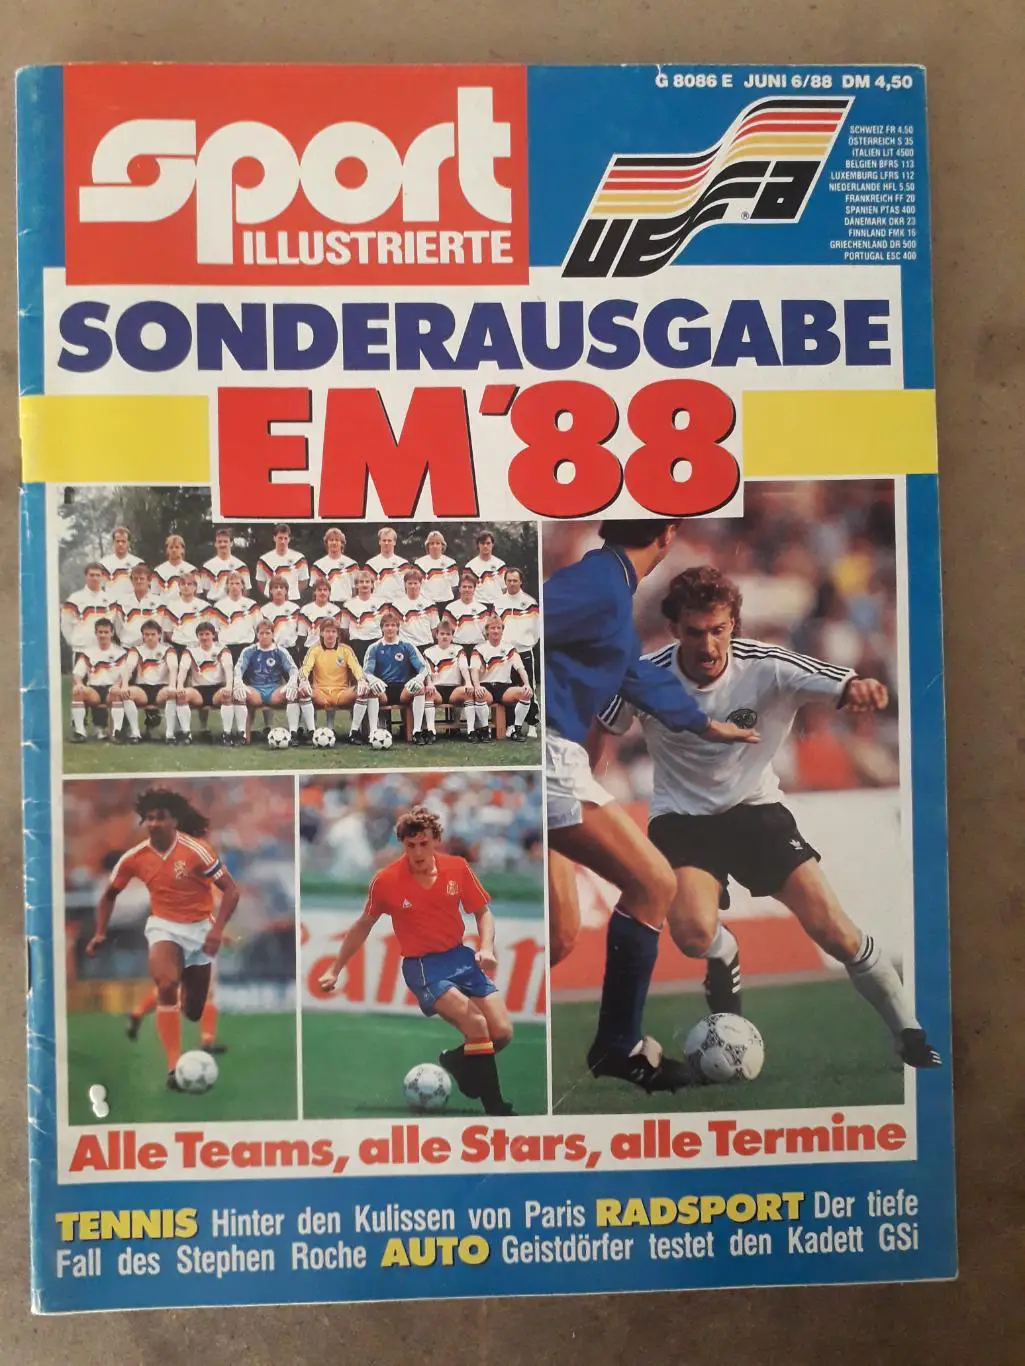 G 8086 E JUNI 6/88 DM 4,50
sport
ILLUSTRIERTE
UEFA
®
SCHWEIZ FR 4.50
ÖSTERREICH S 35
ITALIEN LIT 4500
BELGIEN BFRS 113
LUXEMBURG LFRS 112
NIEDERLANDE HFL 5,50
FRANKREICH FF 20
SPANIEN PTAS 400
DÄNEMARK DKR 23
FINNLAND FMK 16
GRIECHENLAND DR 500
PORTUGAL ESC 400
SONDERAUSGABE
EM'88
Alle Teams, alle Stars, alle Termine
TENNIS Hinter den Kulissen von Paris RADSPORT Der tiefe
Fall des Stephen Roche AUTO Geistdörfer testet den Kadett GSi